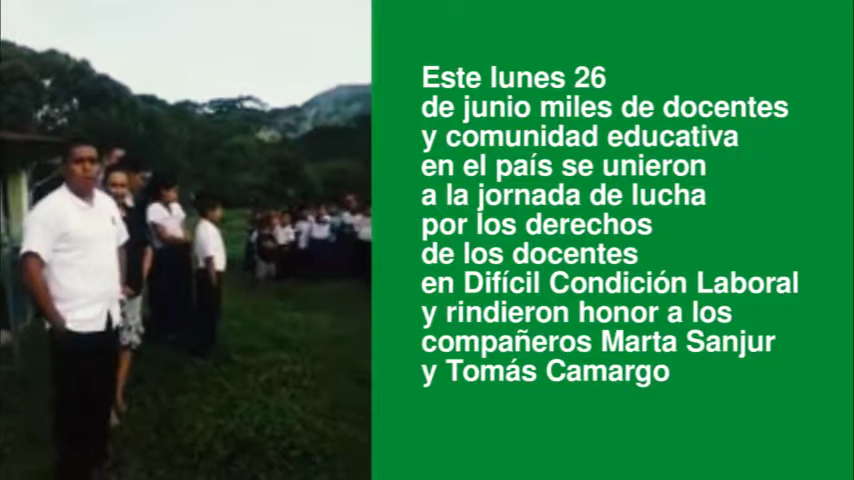 Este lunes 26
de junio miles de docentes
y comunidad educativa
en el país se unieron
a la jornada de lucha
por los derechos
de los docentes
en Difícil Condición Laboral
y rindieron honor a los
compañeros Marta Sanjur
y Tomás Camargo